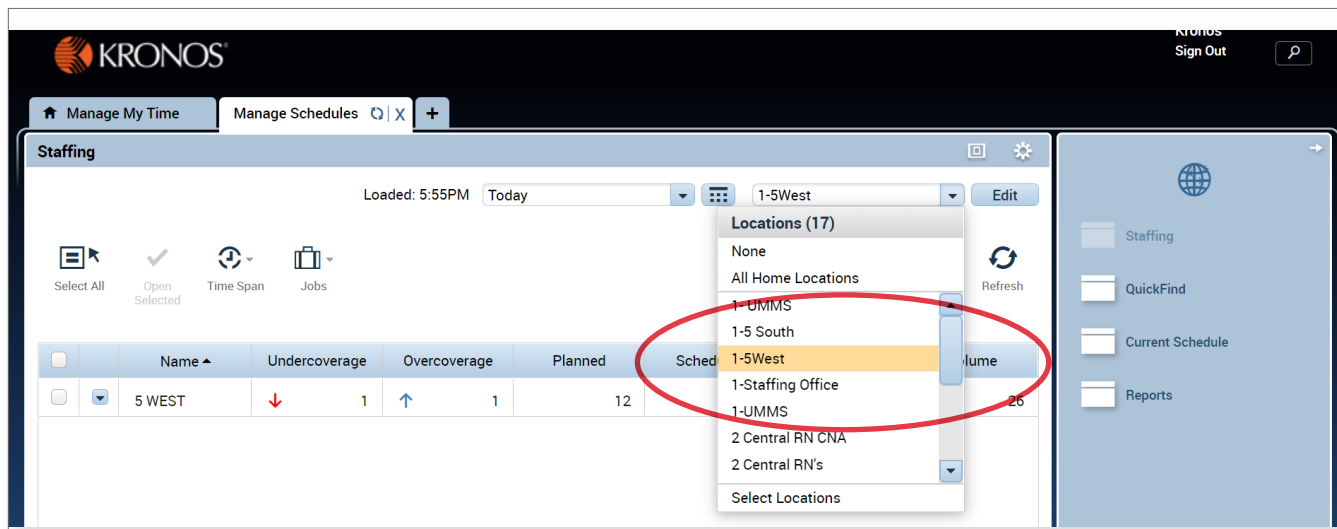 Kronos
Sign Out
KRONOS
Manage My Time
Manage Schedules
X
+
Staffing
Loaded: 5:55PM
Today
1-5West
Edit
Locations (17)
None
All Home Locations
1- UMMS
1-5 South
1-5West
1-Staffing Office
1-UMMS
2 Central RN CNA
2 Central RN's
Select Locations
Select All
Open
Selected
Time Span
Jobs
Refresh
Name
Undercoverage
Overcoverage
Planned
Sched
lume
5 WEST
1
1
12
26
Staffing
QuickFind
Current Schedule
Reports